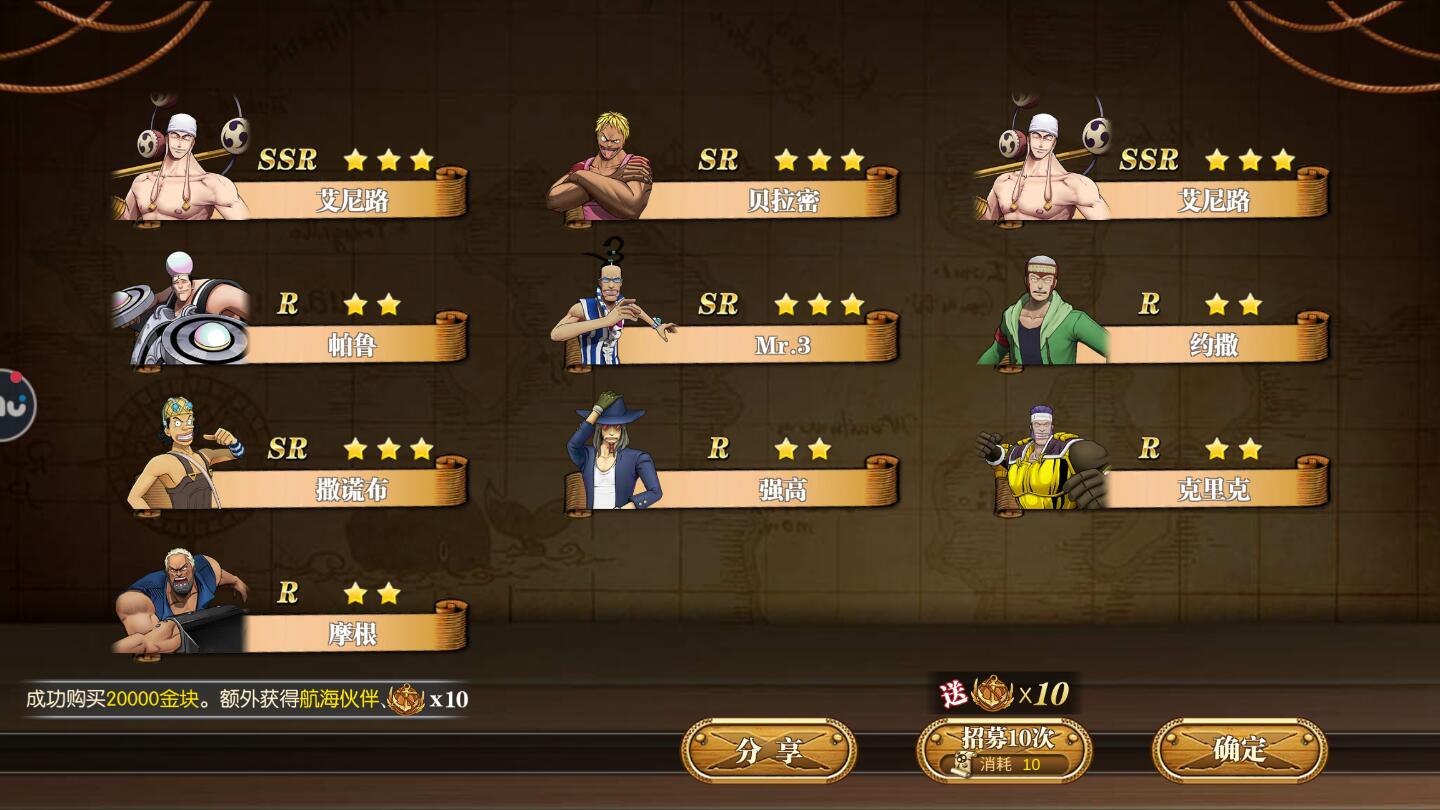 SSR
艾尼路
SR
贝拉密
SSR
艾尼路
R
帕鲁
SR
Mr.3
R
约撒
SR
撒谎布
R
强高
R
克里克
R
摩根
成功购买20000金块。额外获得航海伙伴、x10
送x10
分享
招募10次
消耗 10
确定